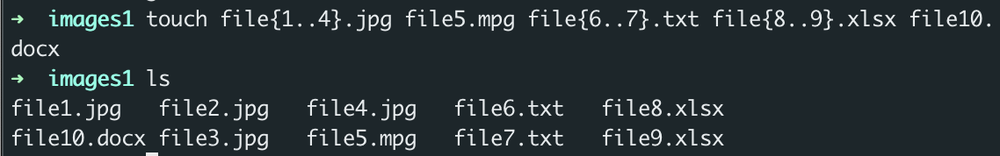 ➜  images1 touch file{1..4}.jpg file5.mpg file{6..7}.txt file{8..9}.xlsx file10.
docx
➜  images1 ls
file1.jpg   file2.jpg   file4.jpg   file6.txt   file8.xlsx
file10.docx file3.jpg   file5.mpg   file7.txt   file9.xlsx